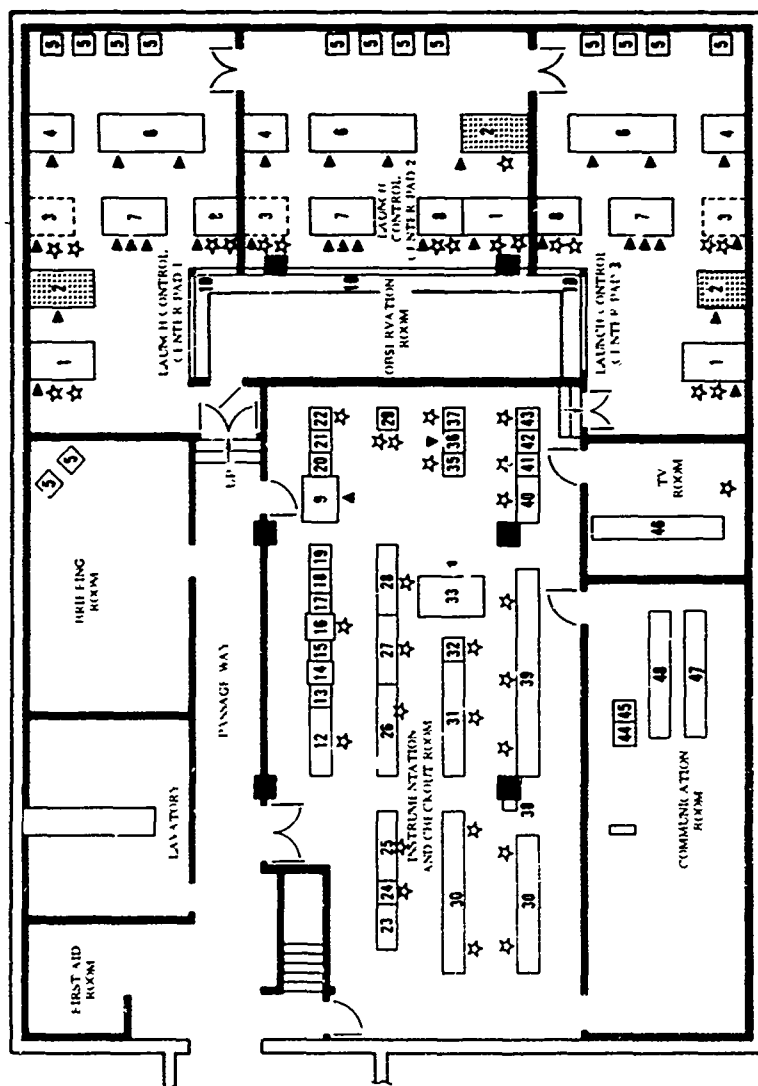 FIRST AID
ROOM
LAVATORY
BRIEFING
ROOM
5
5
PASSAGE WAY
UP
LAUNCH CONTROL
CENTER PAD 1
1
2
3
4
5
5
5
5
6
7
8
10
OBSERVATION
ROOM
10
10
LAUNCH
CONTROL
CENTER PAD 2
3
4
5
5
5
5
7
6
8
1
2
LAUNCH CONTROL
CENTER PAD 3
8
7
6
1
2
3
4
5
5
5
5
12 13 14 15 16 17 18 19
9 20 21 22
23 24 25
26 27 28
29
INSTRUMENTATION
AND CHECKOUT ROOM
30
31 32
33
35 36 37
30
38
39
40 41 42 43
COMMUNICATION
ROOM
44 45
48
47
TV
ROOM
46